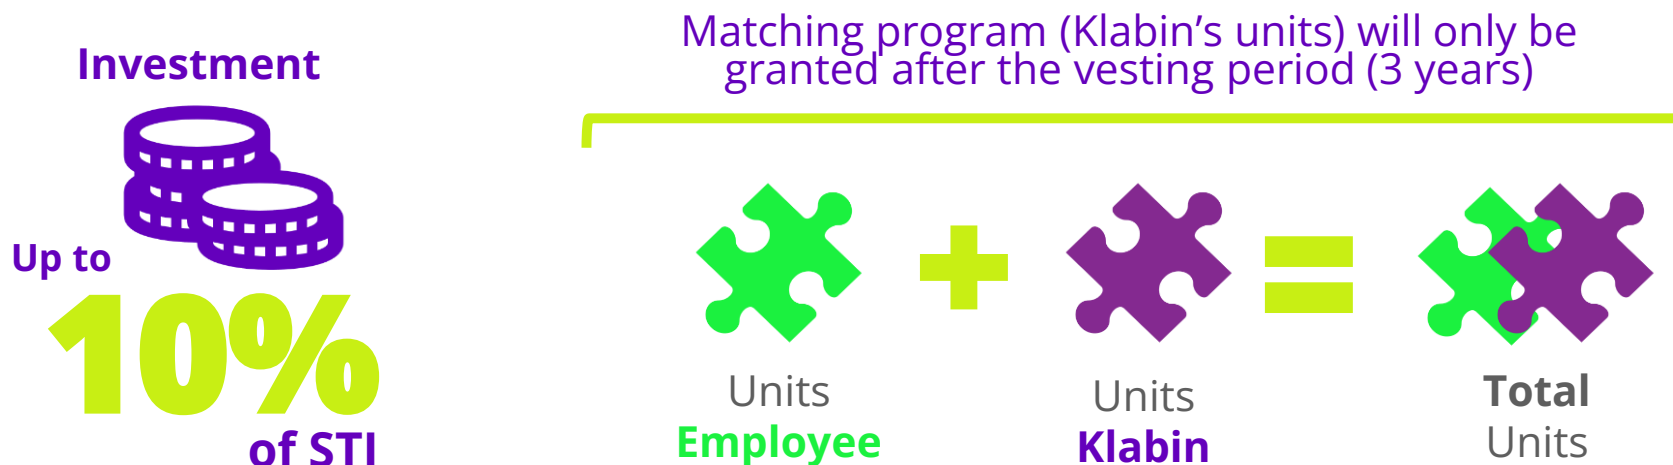 Investment
Up to
10%
of STI
Matching program (Klabin’s units) will only be
granted after the vesting period (3 years)
Units
Employee
Units
Klabin
Total
Units